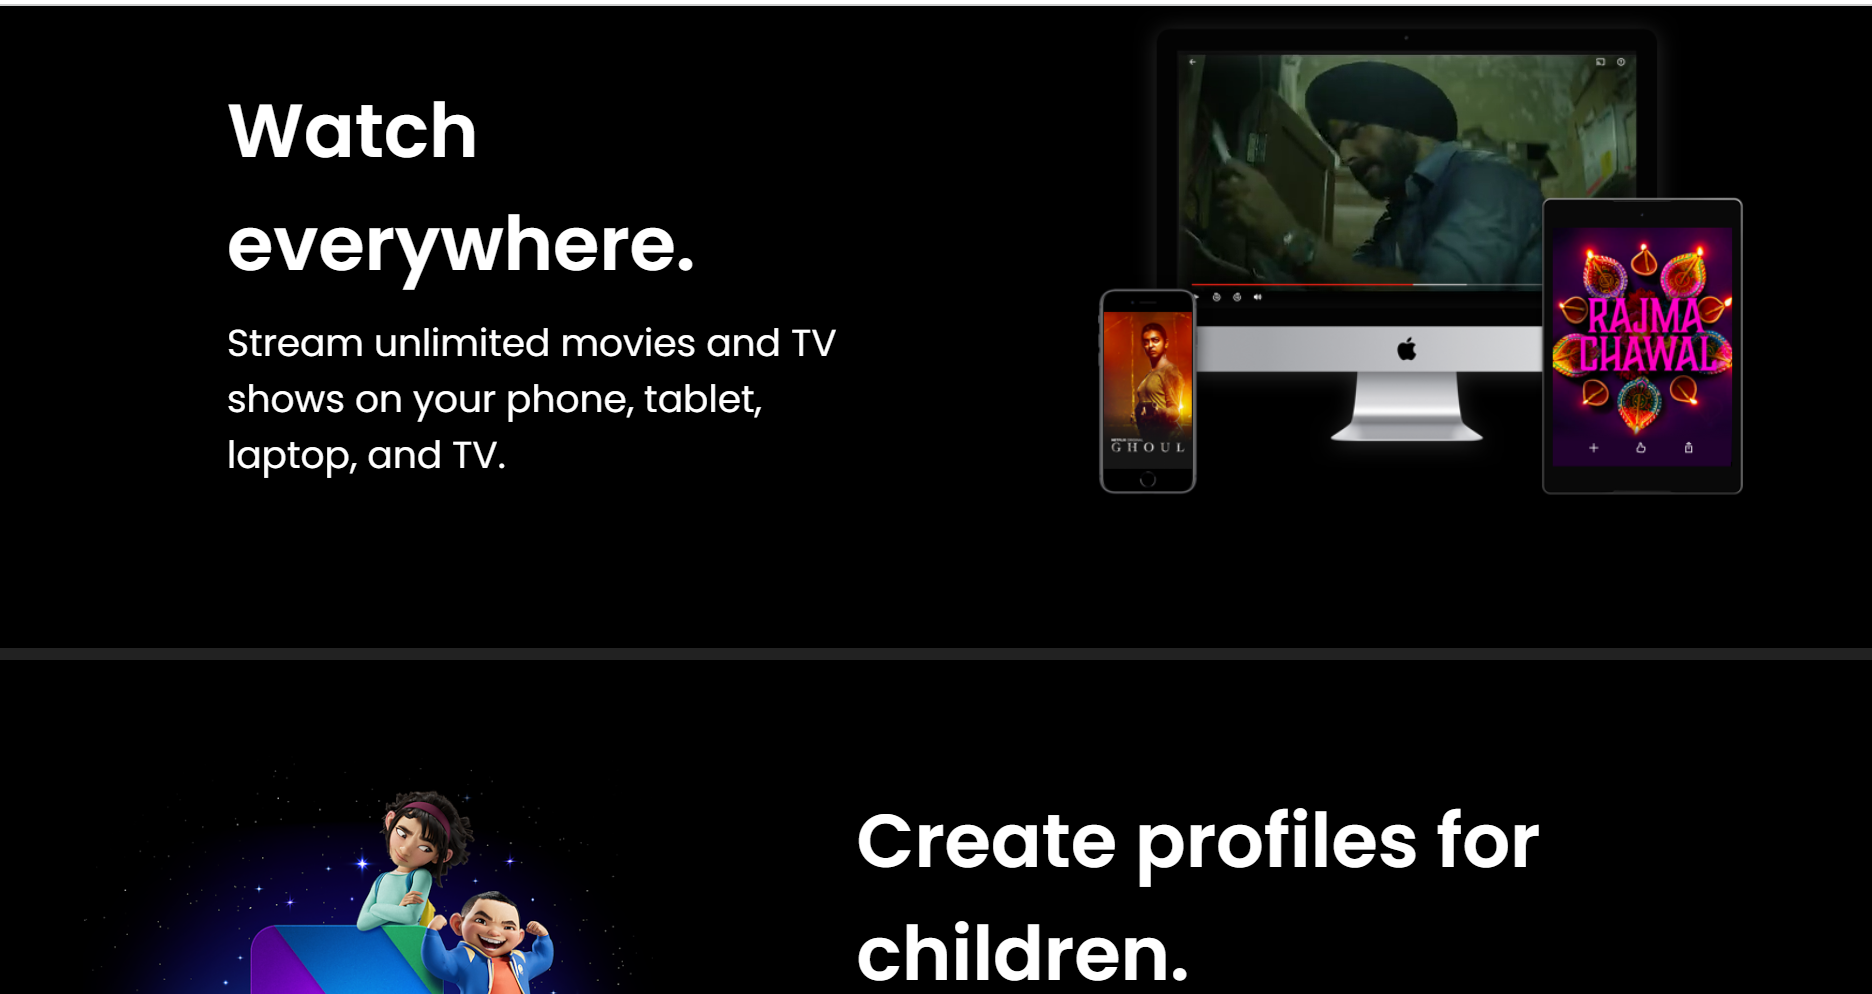 Watch
everywhere.
Stream unlimited movies and TV
shows on your phone, tablet,
laptop, and TV.
GHOUL
RAJMA
CHAWAL
Create profiles for
children.